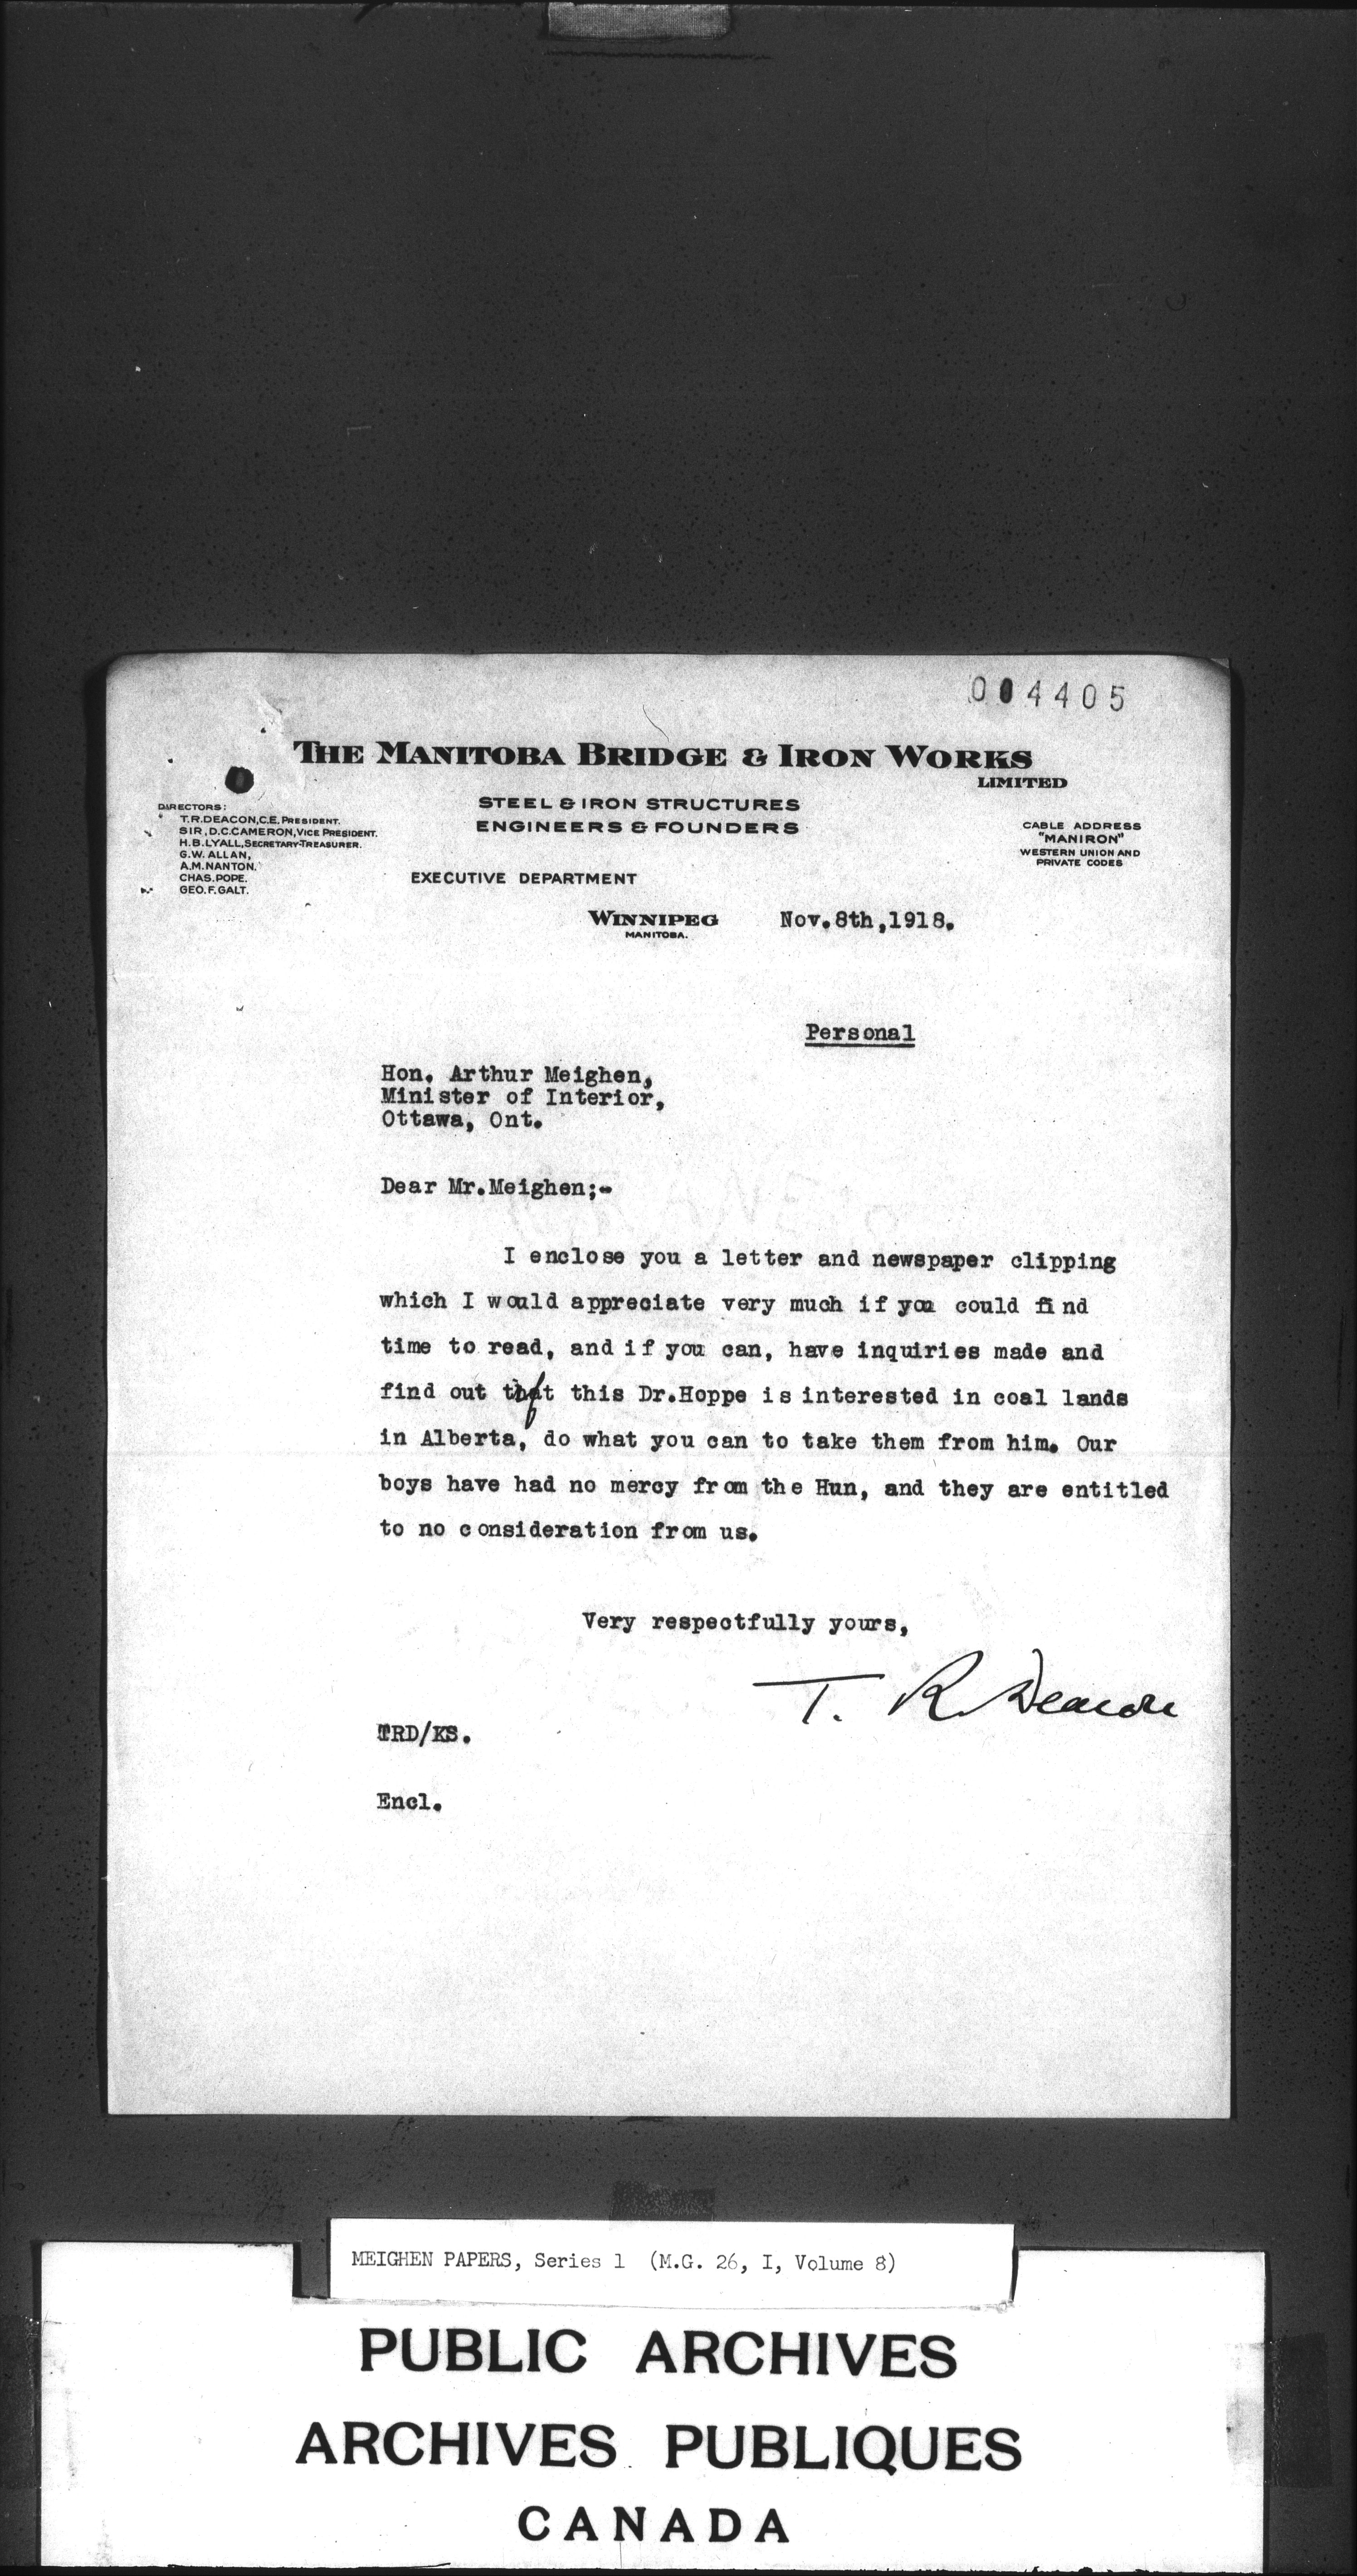 004405
THE MANITOBA BRIDGE & IRON WORKS
LIMITED
STEEL & IRON STRUCTURES
ENGINEERS & FOUNDERS
DIRECTORS:
T.R.DEACON,C.E. PRESIDENT.
SIR,D.C.CAMERON,VICE PRESIDENT.
H.B.LYALL,SECRETARY-TREASURER.
G.W.ALLAN,
A.M.NANTON.
CHAS.POPE.
GEO.F.GALT.
CABLE ADDRESS
"MANIRON"
WESTERN UNION AND
PRIVATE CODES
EXECUTIVE DEPARTMENT
WINNIPEG
MANITOBA.
Nov.8th,1918.
Personal
Hon. Arthur Meighen,
Minister of Interior,
Ottawa, Ont.
Dear Mr.Meighen;-
I enclose you a letter and newspaper clipping
which I would appreciate very much if you could find
time to read, and if you can, have inquiries made and
find out if this Dr.Hoppe is interested in coal lands
in Alberta, do what you can to take them from him. Our
boys have had no mercy from the Hun, and they are entitled
to no consideration from us.
Very respectfully yours,
T. R. Deacon
TRD/KS.
Encl.
MEIGHEN PAPERS, Series 1 (M.G. 26, I, Volume 8)
PUBLIC ARCHIVES
ARCHIVES PUBLIQUES
CANADA